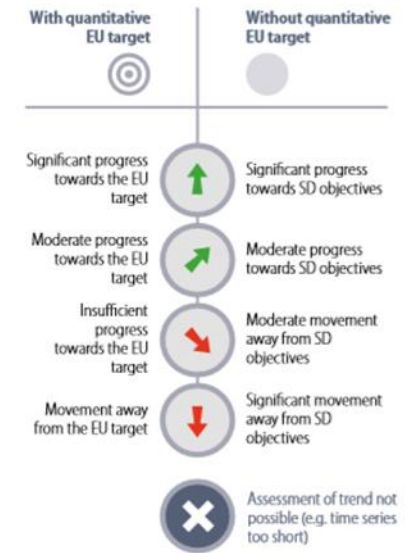 With quantitative
EU target
Without quantitative
EU target
Significant progress
towards the EU
target
Significant progress
towards SD objectives
Moderate progress
towards the EU
target
Moderate progress
towards SD objectives
Insufficient
progress
towards the EU
target
Moderate movement
away from SD
objectives
Movement away
from the EU target
Significant movement
away from SD
objectives
Assessment of trend not
possible (e.g. time series
too short)